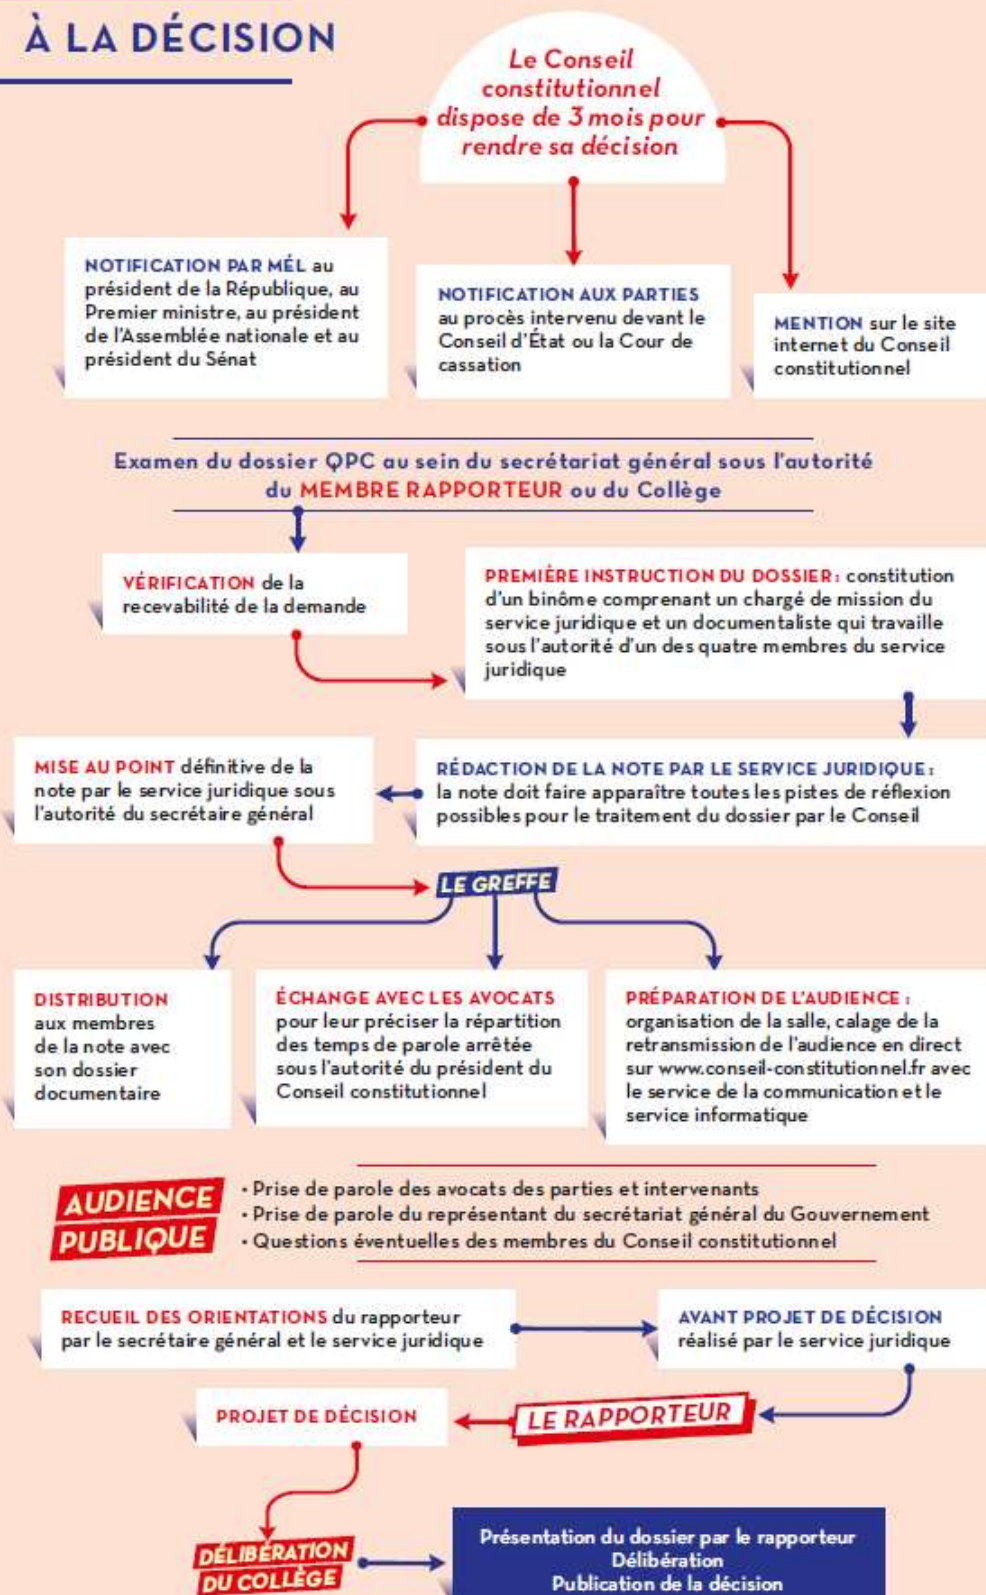 À LA DÉCISION
Le Conseil
constitutionnel
dispose de 3 mois pour
rendre sa décision
NOTIFICATION PAR MÉL au
président de la République, au
Premier ministre, au président
de l'Assemblée nationale et au
président du Sénat
NOTIFICATION AUX PARTIES
au procès intervenu devant le
Conseil d'État ou la Cour de
cassation
MENTION sur le site
internet du Conseil
constitutionnel
Examen du dossier QPC au sein du secrétariat général sous l'autorité
du MEMBRE RAPPORTEUR ou du Collège
VÉRIFICATION de la
recevabilité de la demande
PREMIÈRE INSTRUCTION DU DOSSIER : constitution
d'un binôme comprenant un chargé de mission du
service juridique et un documentaliste qui travaille
sous l'autorité d'un des quatre membres du service
juridique
MISE AU POINT définitive de la
note par le service juridique sous
l'autorité du secrétaire général
RÉDACTION DE LA NOTE PAR LE SERVICE JURIDIQUE :
la note doit faire apparaître toutes les pistes de réflexion
possibles pour le traitement du dossier par le Conseil
LE GREFFE
DISTRIBUTION
aux membres
de la note avec
son dossier
documentaire
ÉCHANGE AVEC LES AVOCATS
pour leur préciser la répartition
des temps de parole arrêtée
sous l'autorité du président du
Conseil constitutionnel
PRÉPARATION DE L'AUDIENCE :
organisation de la salle, calage de la
retransmission de l'audience en direct
sur www.conseil-constitutionnel.fr avec
le service de la communication et le
service informatique
AUDIENCE
PUBLIQUE
• Prise de parole des avocats des parties et intervenants
• Prise de parole du représentant du secrétariat général du Gouvernement
• Questions éventuelles des membres du Conseil constitutionnel
RECUEIL DES ORIENTATIONS du rapporteur
par le secrétaire général et le service juridique
AVANT PROJET DE DÉCISION
réalisé par le service juridique
PROJET DE DÉCISION
LE RAPPORTEUR
DÉLIBÉRATION
DU COLLÈGE
Présentation du dossier par le rapporteur
Délibération
Publication de la décision